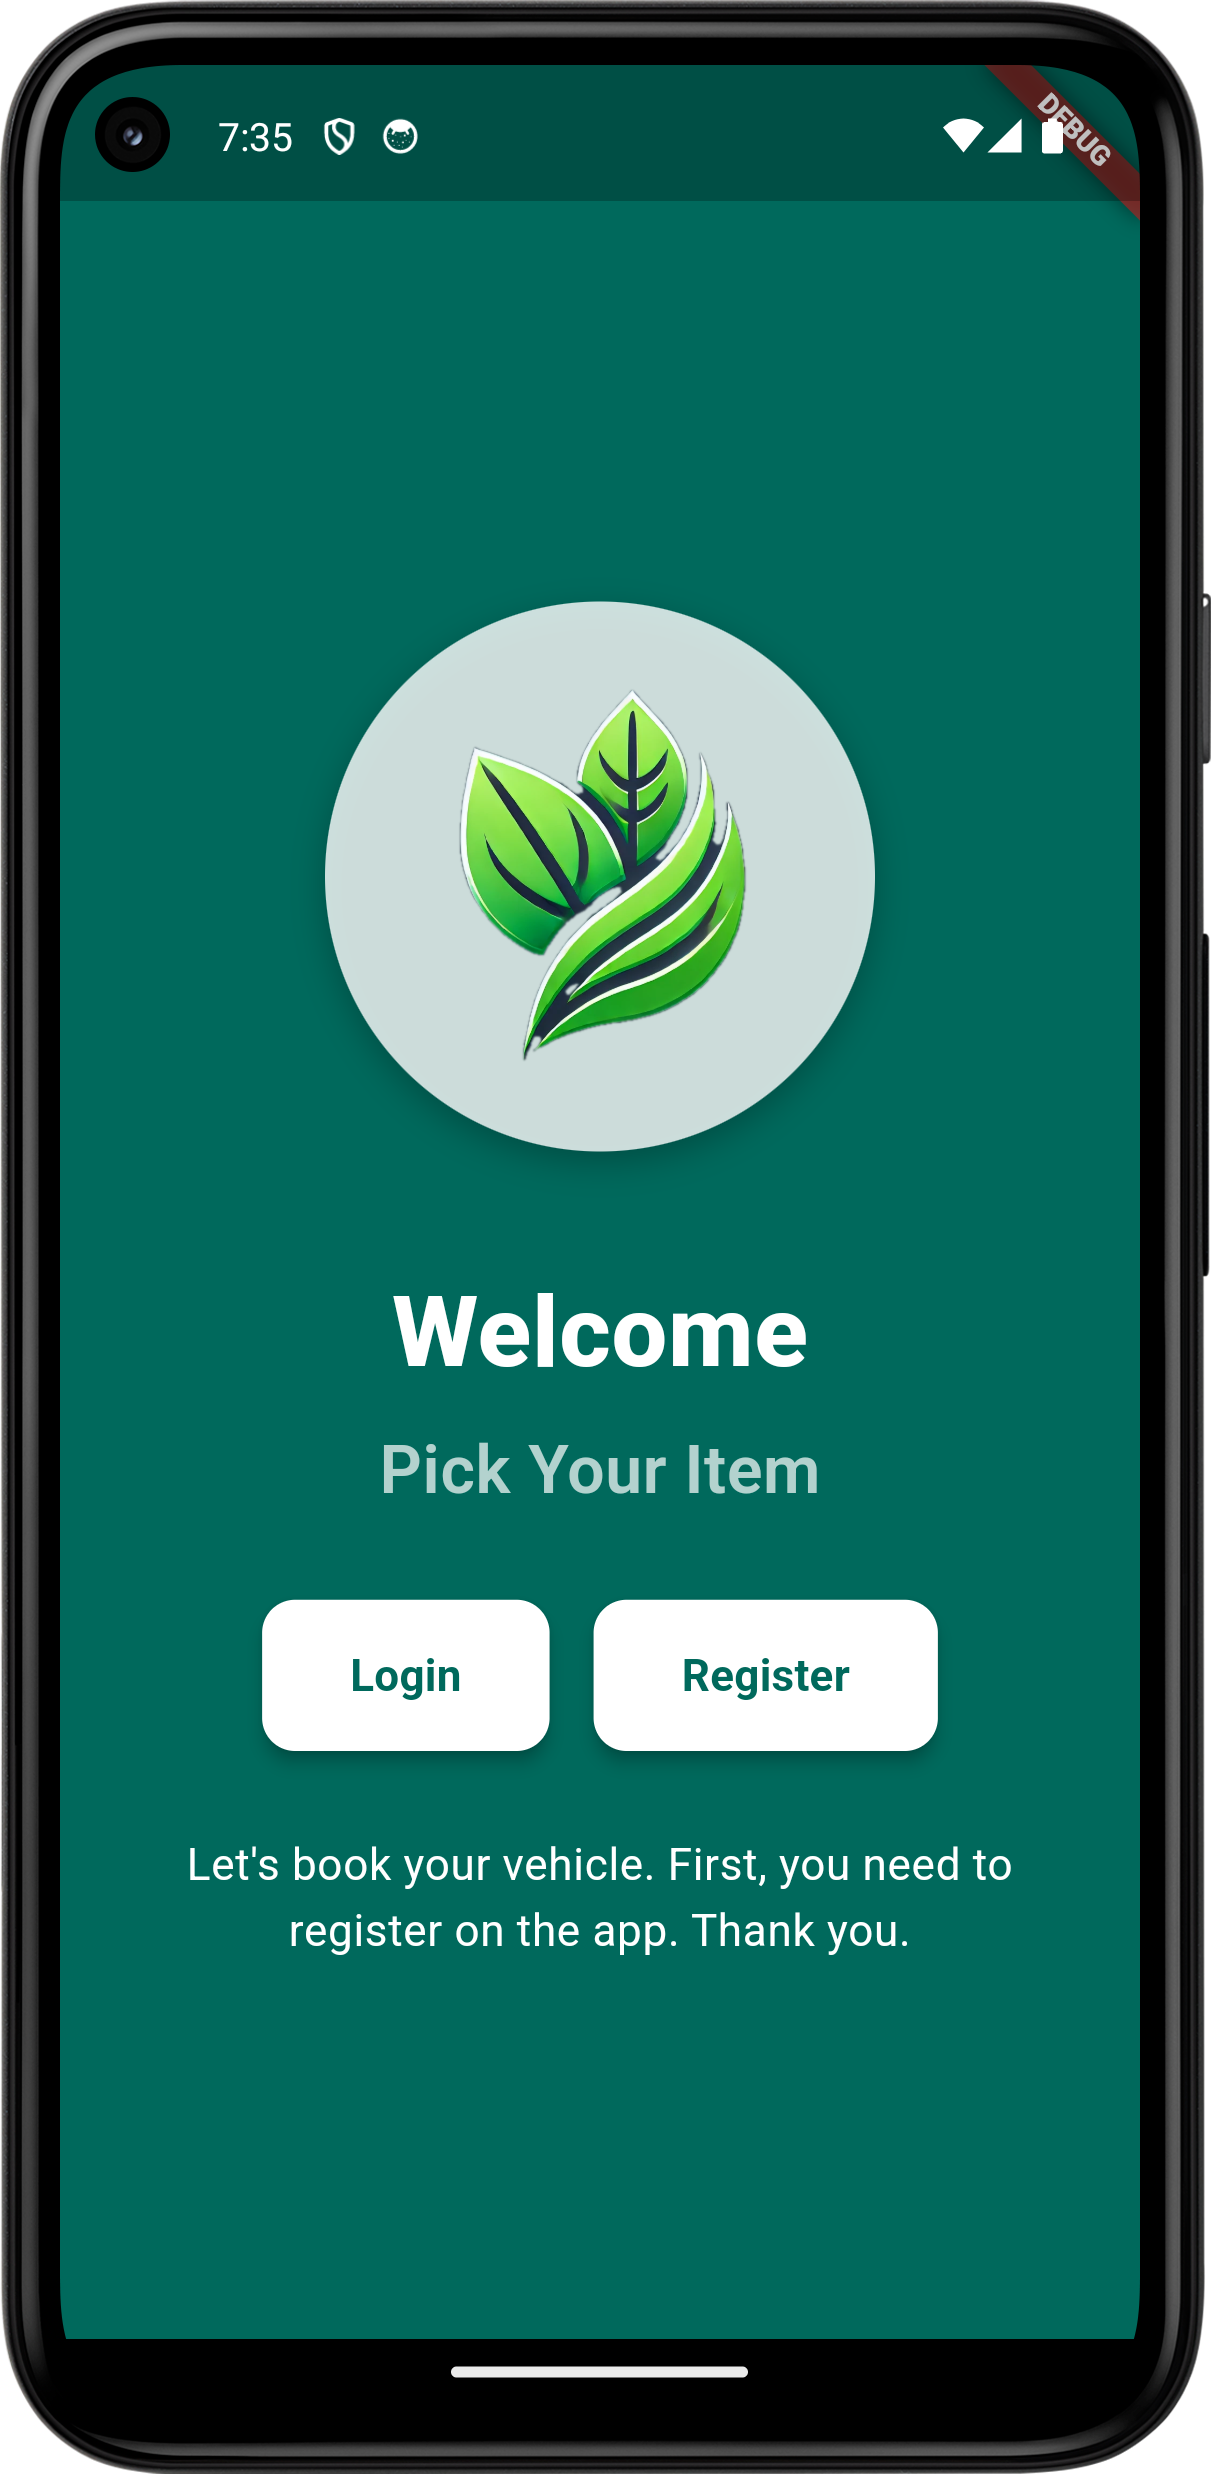 7:35
DEBUG
Welcome
Pick Your Item
Login
Register
Let's book your vehicle. First, you need to
register on the app. Thank you.